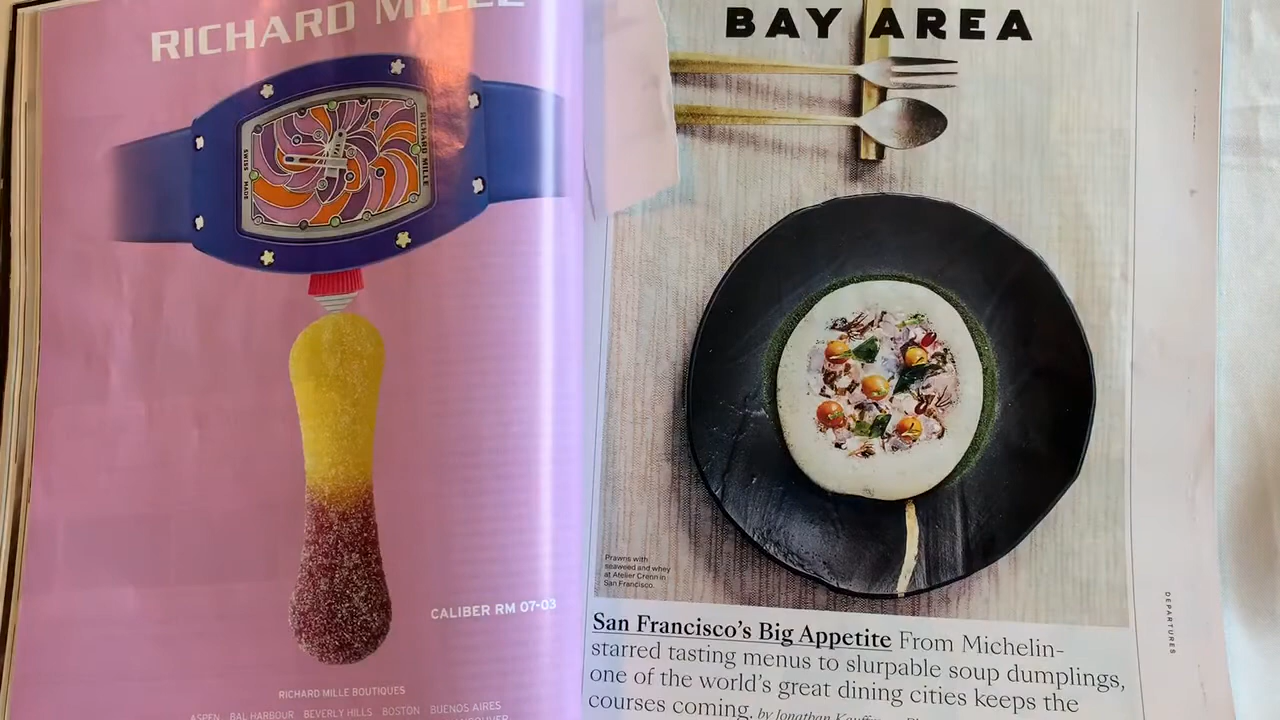 RICHARD MILLE
RICHARD MILLE
SWISS MADE
CALIBER RM 07-03
RICHARD MILLE BOUTIQUES
ASPEN BAL HARBOUR BEVERLY HILLS BOSTON BUENOS AIRES
BAY AREA
Prawns with
seaweed and whey
at Atelier Crenn in
San Francisco.
San Francisco's Big Appetite From Michelin-
starred tasting menus to slurpable soup dumplings,
one of the world's great dining cities keeps the
courses coming. by Jonathan
DEPARTURES